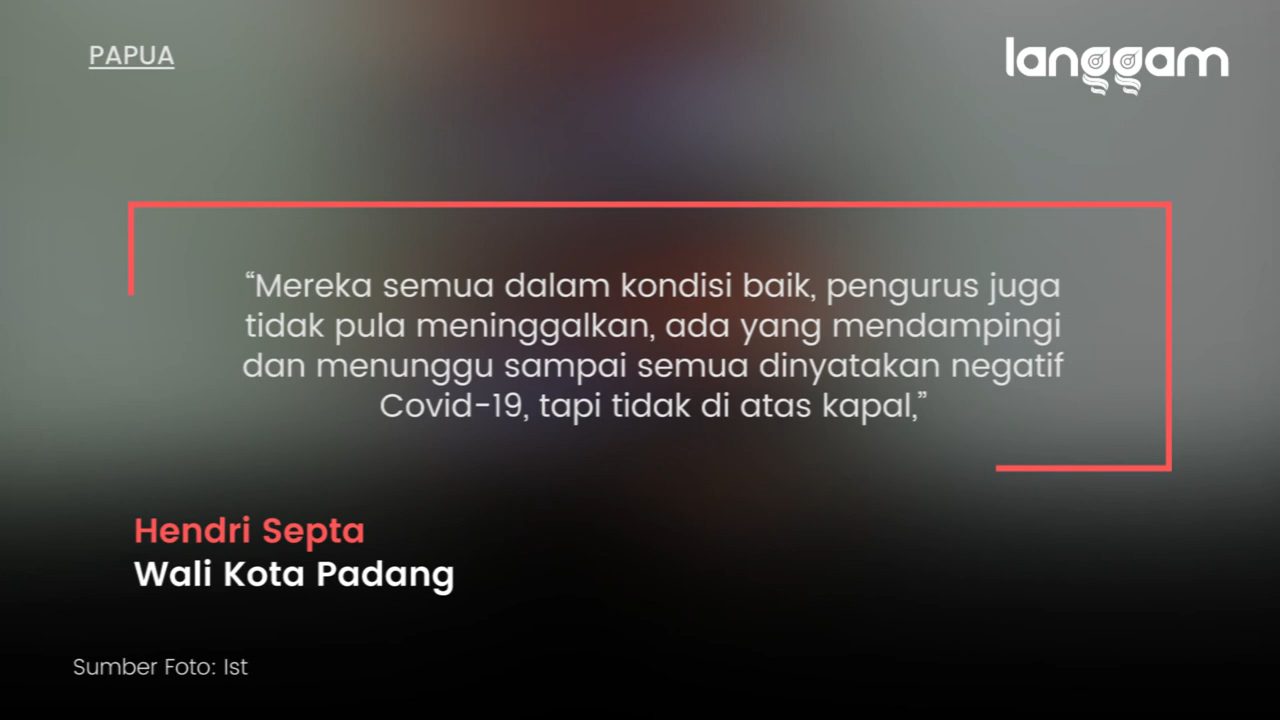 PAPUA
langgam
“Mereka semua dalam kondisi baik, pengurus juga
tidak pula meninggalkan, ada yang mendampingi
dan menunggu sampai semua dinyatakan negatif
Covid-19, tapi tidak di atas kapal,”
Hendri Septa
Wali Kota Padang
Sumber Foto: Ist